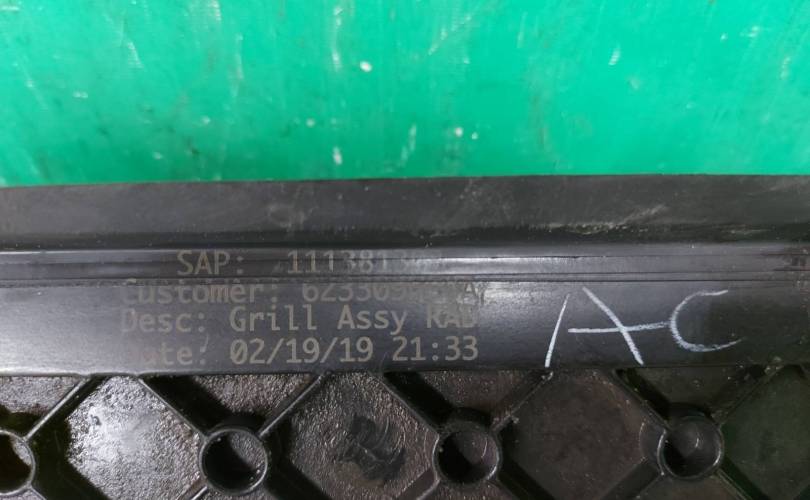 SAP:
Customer:
Desc: Grill Assy RAD
Date: 02/19/19 21:33
AC